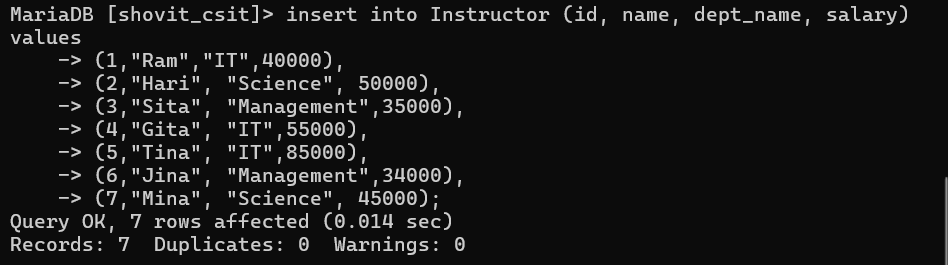 MariaDB [shovit_csit]> insert into Instructor (id, name, dept_name, salary)
values
    -> (1,"Ram","IT",40000),
    -> (2,"Hari", "Science", 50000),
    -> (3,"Sita", "Management",35000),
    -> (4,"Gita", "IT",55000),
    -> (5,"Tina", "IT",85000),
    -> (6,"Jina", "Management",34000),
    -> (7,"Mina", "Science", 45000);
Query OK, 7 rows affected (0.014 sec)
Records: 7  Duplicates: 0  Warnings: 0